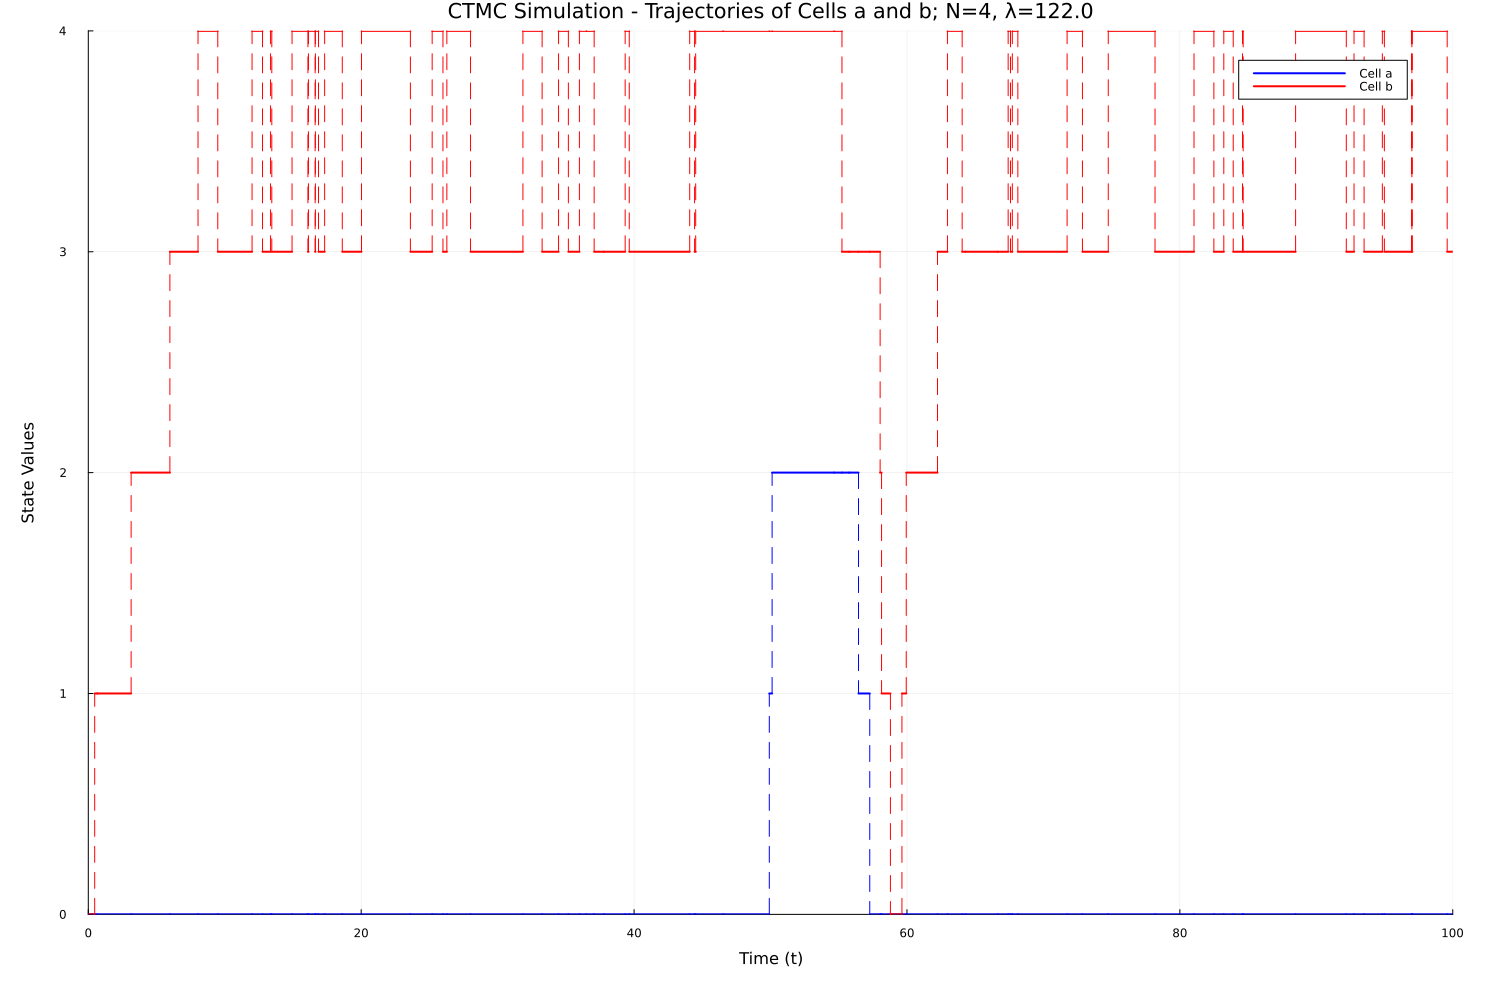 CTMC Simulation - Trajectories of Cells a and b; N=4, λ=122.0
4
Cell a
Cell b
3
State Values
2
1
0
0 20 40 60 80 100
Time (t)